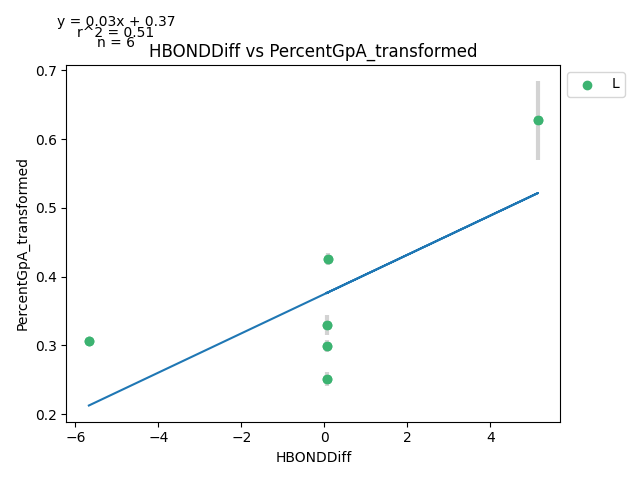 y = 0.03x + 0.37
r^2 = 0.51
n = 6
HBONDDiff vs PercentGpA_transformed
L
0.7
0.6
0.5
0.4
0.3
0.2
PercentGpA_transformed
−6
−4
−2
0
2
4
HBONDDiff